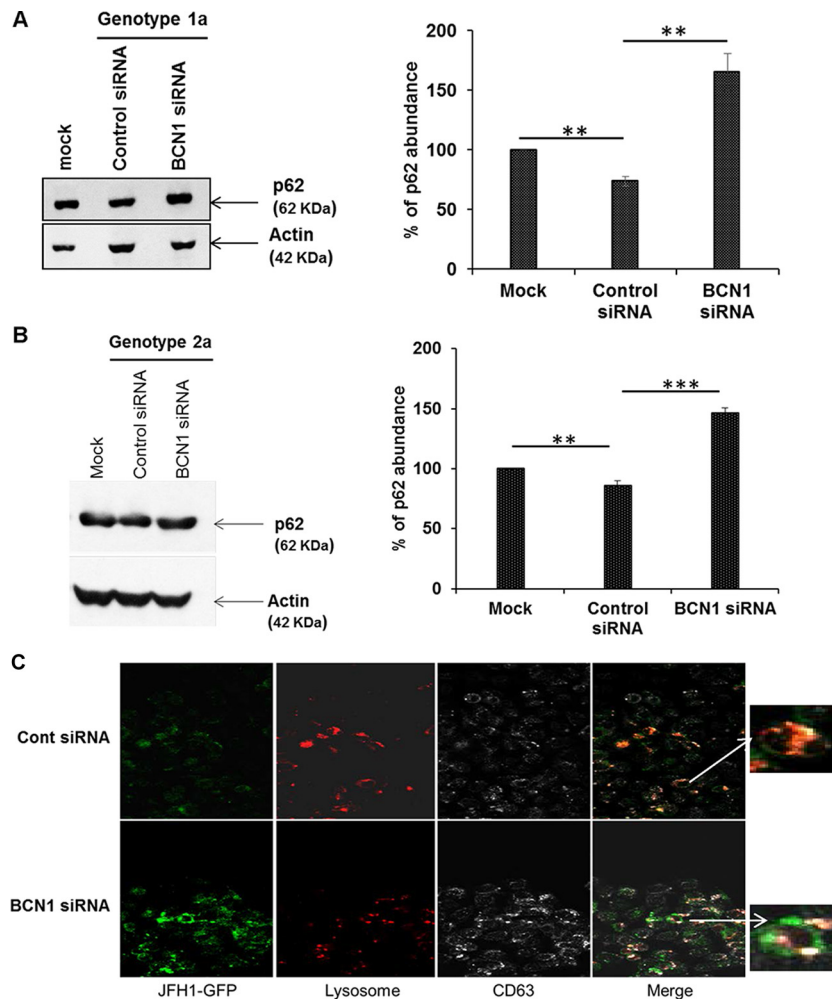 A
Genotype 1a
mock
Control siRNA
BCN1 siRNA
p62
(62 KDa)
Actin
(42 KDa)
% of p62 abundance
200
150
100
50
0
**
**
Mock
Control
siRNA
BCN1
siRNA
B
Genotype 2a
Mock
Control siRNA
BCN1 siRNA
p62
(62 KDa)
Actin
(42 KDa)
% of p62 abundance
200
150
100
50
0
**
***
Mock
Control
siRNA
BCN1 siRNA
C
Cont siRNA
BCN1 siRNA
JFH1-GFP
Lysosome
CD63
Merge